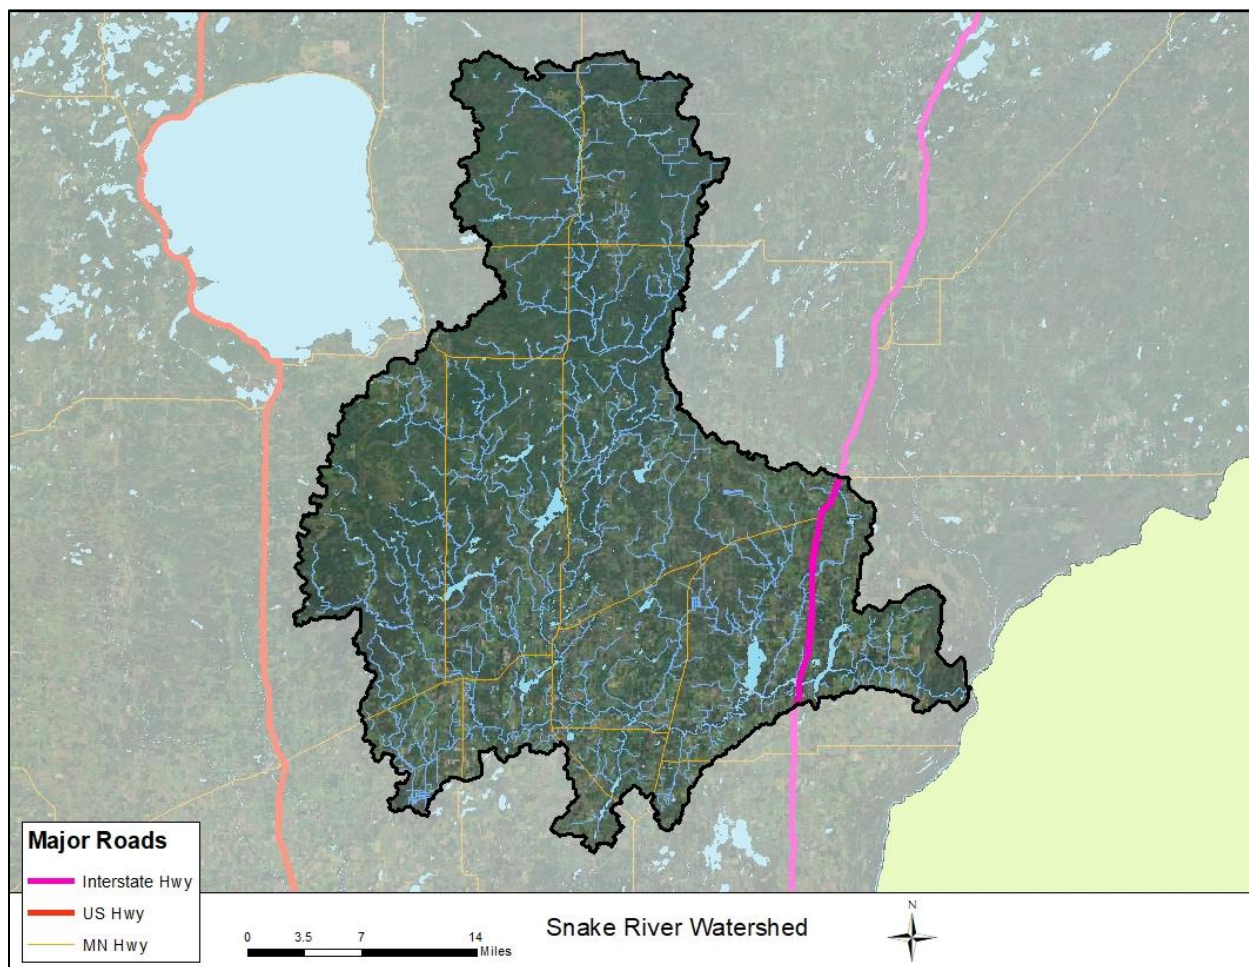 Major Roads
Interstate Hwy
US Hwy
MN Hwy
0 3.5 7 14
Miles
Snake River Watershed
N